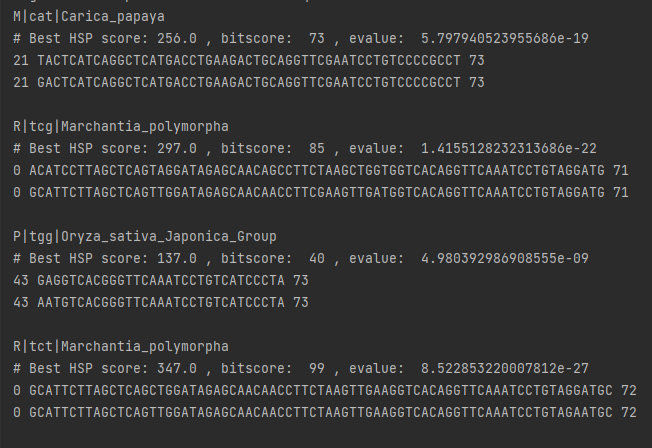 M|cat|Carica_papaya
# Best HSP score: 256.0 , bitscore:  73 , evalue:  5.797940523955686e-19
21 TACTCATCAGGCTCATGACCTGAAGACTGCAGGTTCGAATCCTGTCCCCGCCT 73
21 GACTCATCAGGCTCATGACCTGAAGACTGCAGGTTCGAATCCTGTCCCCGCCT 73
R|tcg|Marchantia_polymorpha
# Best HSP score: 297.0 , bitscore:  85 , evalue:  1.4155128232313686e-22
0 ACATCCTTAGCTCAGTAGGATAGAGCAACAGCCTTCTAAGCTGGTGGTCACAGGTTCAAATCCTGTAGGATG 71
0 GCATTCTTAGCTCAGTTGGATAGAGCAACAACCTTCGAAGTTGATGGTCACAGGTTCAAATCCTGTAGGATG 71
P|tgg|Oryza_sativa_Japonica_Group
# Best HSP score: 137.0 , bitscore:  40 , evalue:  4.980392986908555e-09
43 GAGGTCACGGGTTCAAATCCTGTCATCCCTA 73
43 AATGTCACGGGTTCAAATCCTGTCATCCCTA 73
R|tct|Marchantia_polymorpha
# Best HSP score: 347.0 , bitscore:  99 , evalue:  8.522853220007812e-27
0 GCATTCTTAGCTCAGCTGGATAGAGCAACAACCTTCTAAGTTGAAGGTCACAGGTTCAAATCCTGTAGGATGC 72
0 GCATTCTTAGCTCAGTTGGATAGAGCAACAACCTTCTAAGTTGAAGGTCACAGGTTCAAATCCTGTAGAATGC 72